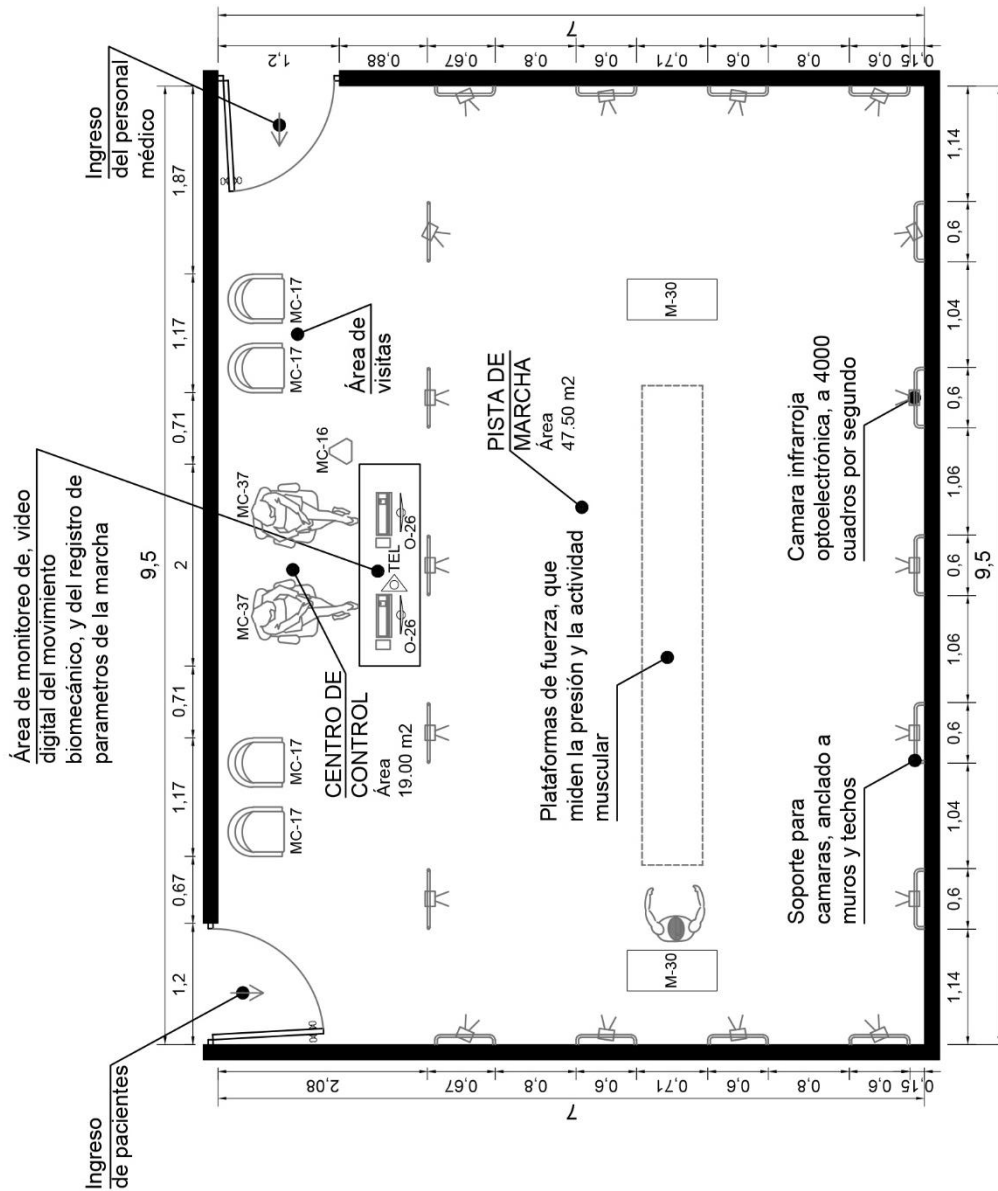 Ingreso
de pacientes
Área de monitoreo de, video
digital del movimiento
biomecánico, y del registro de
parametros de la marcha
Ingreso
del personal
médico
9,5
1,2
0,67
1,17
0,71
2
0,71
1,17
1,87
7
2,08
0,67
0,8
0,6
0,71
0,6
0,8
0,6
0,15
MC-17
MC-17
MC-37
MC-37
MC-16
MC-17
MC-17
CENTRO DE
CONTROL
Área
19.00 m2
O-26
TEL
O-26
Área de
visitas
PISTA DE
MARCHA
Área
47.50 m2
Plataformas de fuerza, que
miden la presión y la actividad
muscular
M-30
M-30
Soporte para
camaras, anclado a
muros y techos
Camara infrarroja
optoelectrónica, a 4000
cuadros por segundo
7
1,2
0,88
0,67
0,8
0,6
0,71
0,6
0,8
0,6
0,15
1,14
0,6
1,04
0,6
1,06
0,6
1,06
0,6
1,04
0,6
1,14
9,5